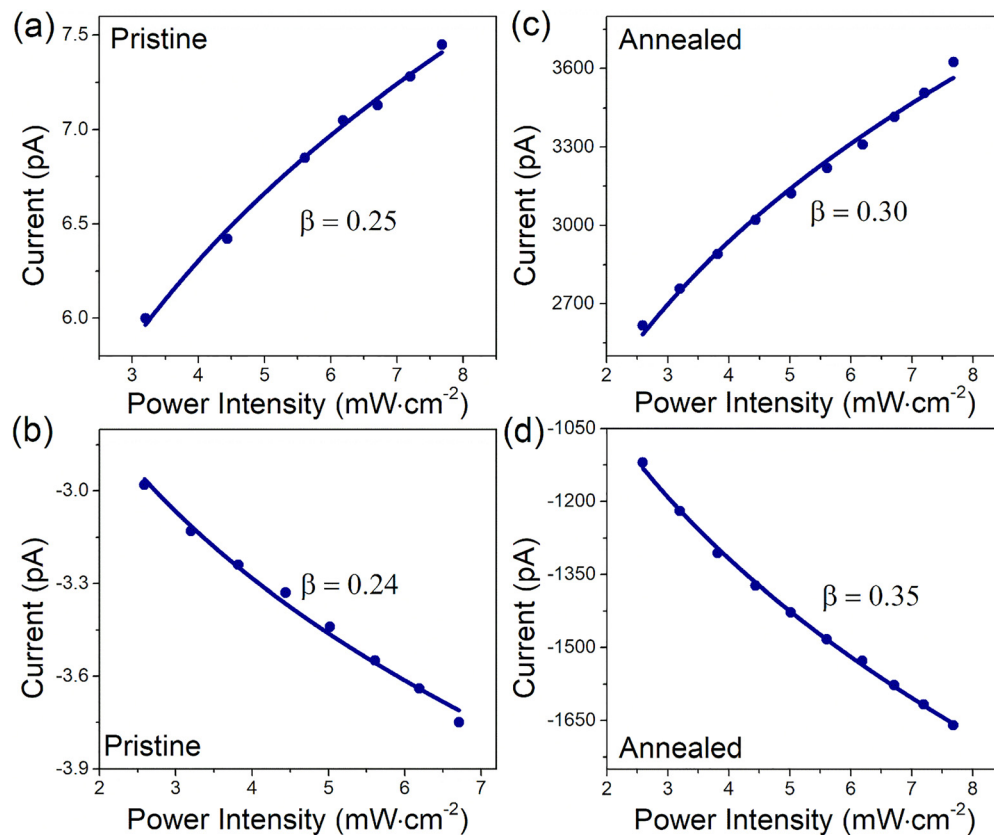 (a)
Pristine
7.5
7.0
6.5
6.0
Current (pA)
β = 0.25
3 4 5 6 7 8
Power Intensity (mW·cm-2)
(c)
Annealed
3600
3300
3000
2700
Current (pA)
β = 0.30
2 3 4 5 6 7 8
Power Intensity (mW·cm-2)
(b)
-3.0
-3.3
-3.6
-3.9
Current (pA)
β = 0.24
Pristine
2 3 4 5 6 7
Power Intensity (mW·cm-2)
(d)
-1050
-1200
-1350
-1500
-1650
Current (pA)
β = 0.35
Annealed
2 3 4 5 6 7 8
Power Intensity (mW·cm-2)